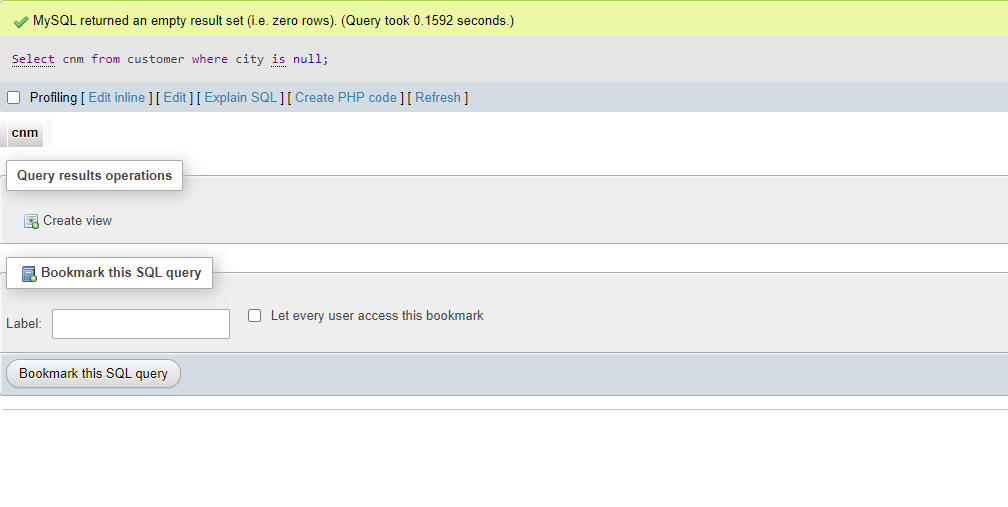 MySQL returned an empty result set (i.e. zero rows). (Query took 0.1592 seconds.)
Select cnm from customer where city is null;
Profiling [ Edit inline ] [ Edit ] [ Explain SQL ] [ Create PHP code ] [ Refresh ]
cnm
Query results operations
Create view
Bookmark this SQL query
Label:
Let every user access this bookmark
Bookmark this SQL query